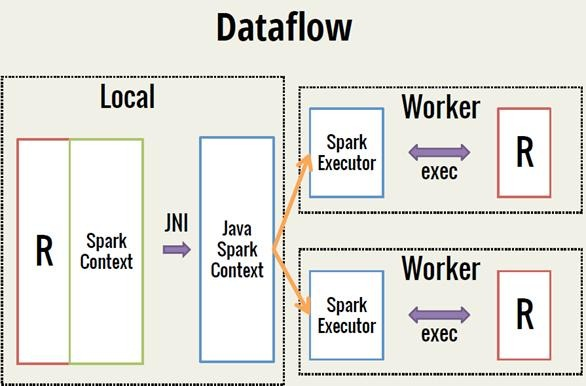 Dataflow
Local
R
Spark
Context
JNI
Java
Spark
Context
Worker
Spark
Executor
exec
R
Worker
Spark
Executor
exec
R